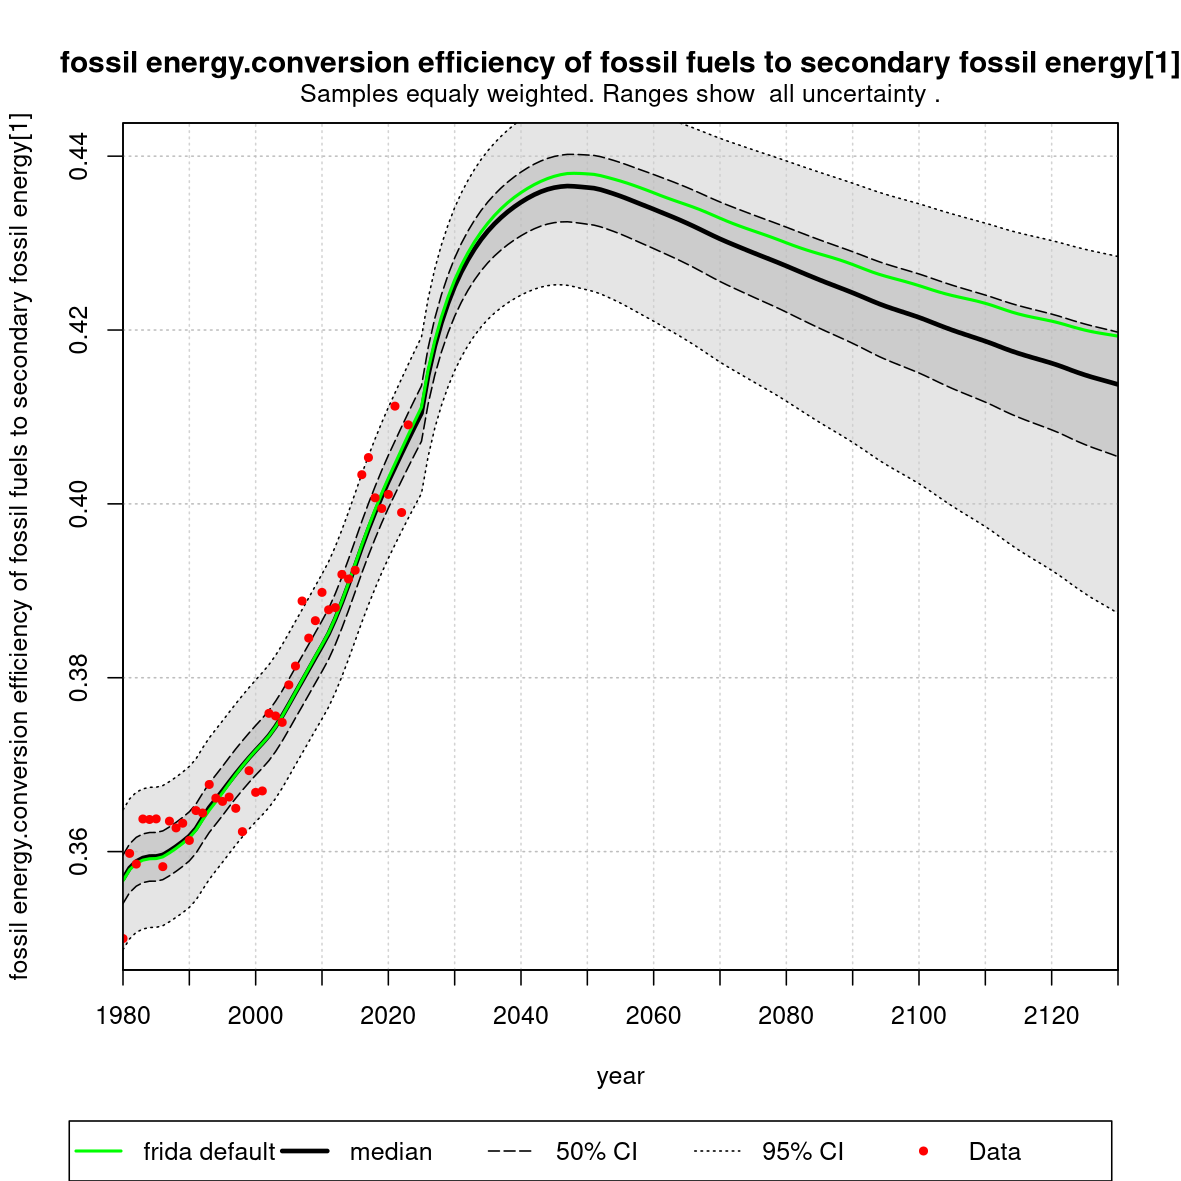 fossil energy.conversion efficiency of fossil fuels to secondary fossil energy[1]
Samples equaly weighted. Ranges show  all uncertainty .
fossil energy.conversion efficiency of fossil fuels to secondary fossil energy[1]
0.44
0.42
0.40
0.38
0.36
1980 2000 2020 2040 2060 2080 2100 2120
year
frida default median 50% CI 95% CI Data